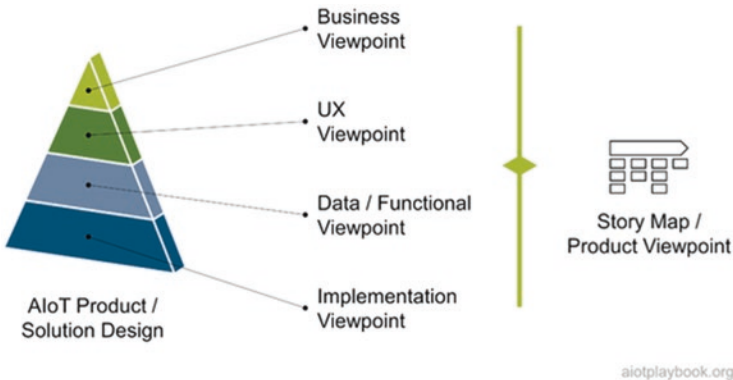 Business
Viewpoint
UX
Viewpoint
Data / Functional
Viewpoint
Implementation
Viewpoint
AIoT Product /
Solution Design
Story Map /
Product Viewpoint
aiotplaybook.org